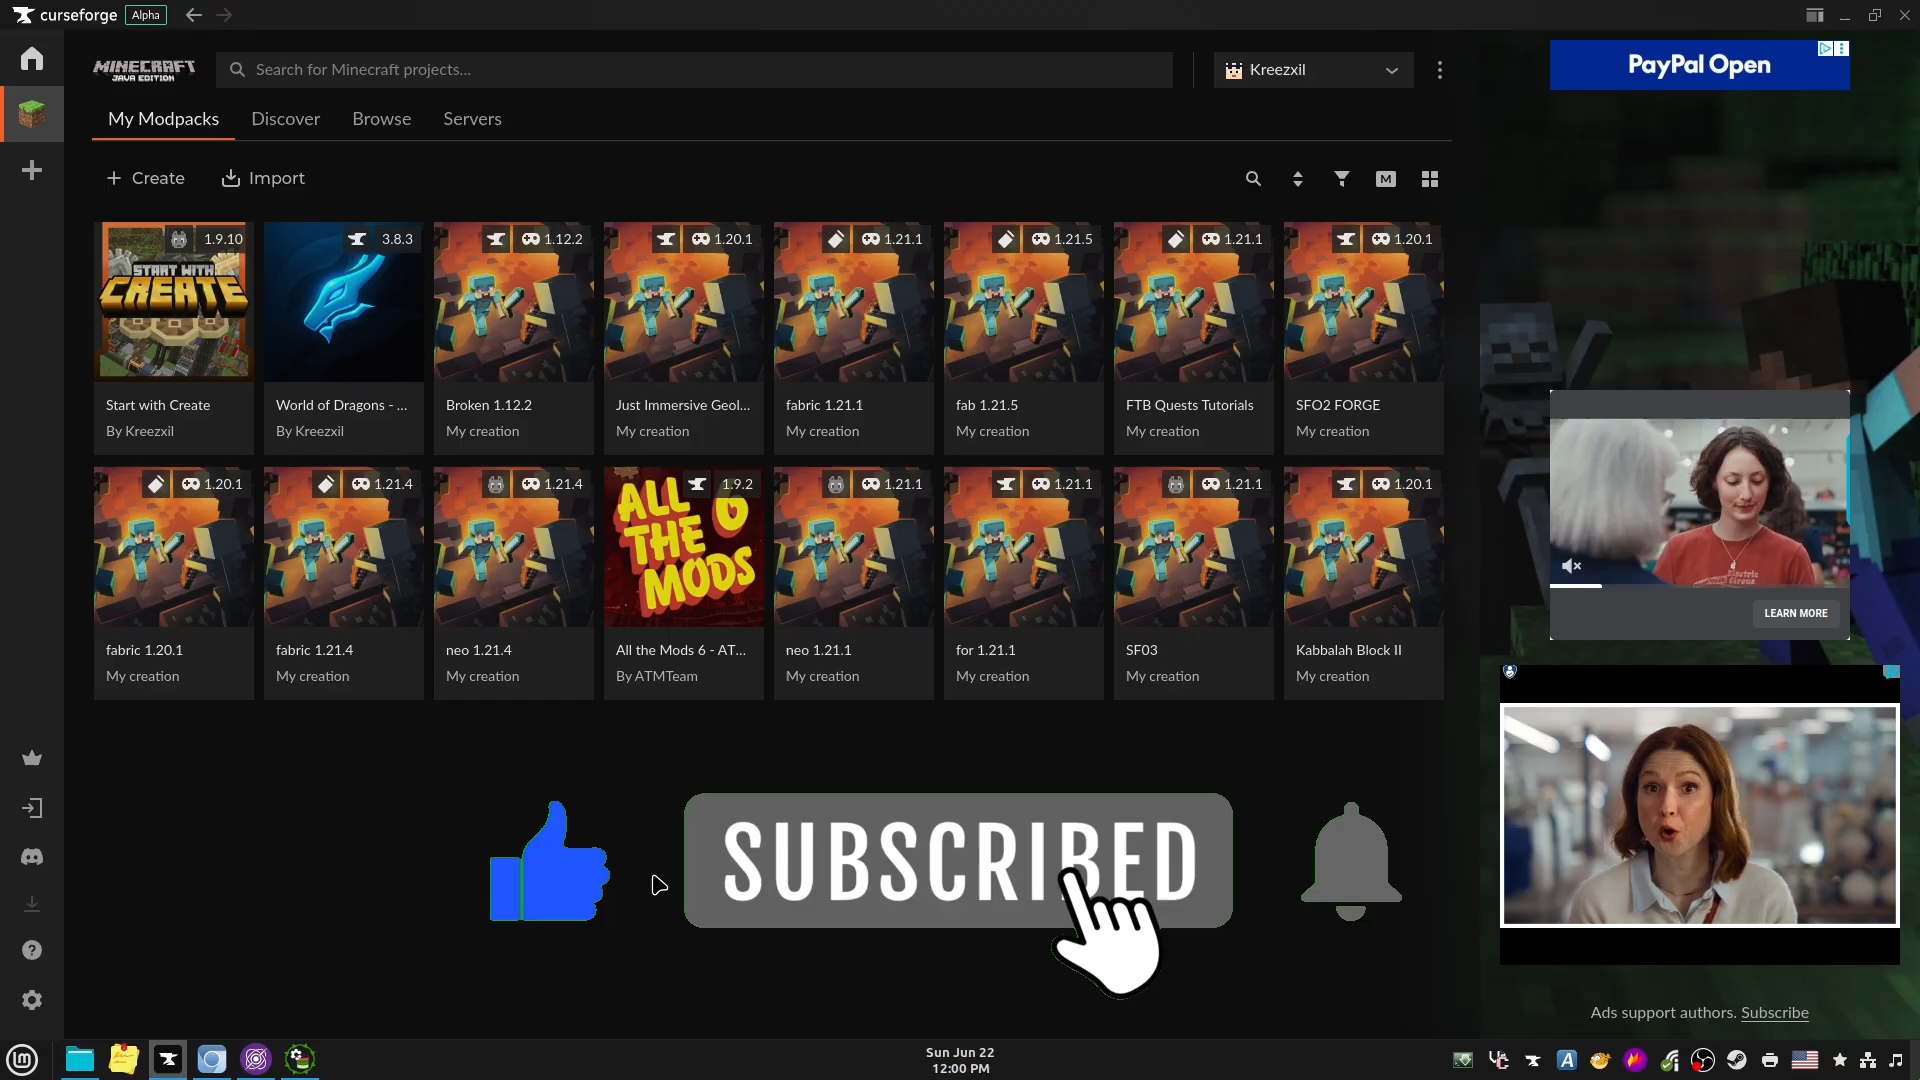 curseforge Alpha
MINECRAFT
JAVA EDITION
Search for Minecraft projects...
Kreezxil
PayPal Open
My Modpacks Discover Browse Servers
Create Import
1.9.10 3.8.3 1.12.2 1.20.1 1.21.1 1.21.5 1.21.1 1.20.1
START WITH
CREATE
Start with Create World of Dragons - ... Broken 1.12.2 Just Immersive Geol... fabric 1.21.1 fab 1.21.5 FTB Quests Tutorials SFO2 FORGE
By Kreezxil By Kreezxil My creation My creation My creation My creation My creation My creation
1.20.1 1.21.4 1.21.4 1.9.2 1.21.1 1.21.1 1.21.1 1.20.1
ALL
THE 6
MODS
fabric 1.20.1 fabric 1.21.4 neo 1.21.4 All the Mods 6 - AT... neo 1.21.1 for 1.21.1 SF03 Kabbalah Block II
My creation My creation My creation By ATMTeam My creation My creation My creation My creation
Electric
Circus
LEARN MORE
SUBSCRIBED
Ads support authors. Subscribe
Sun Jun 22
12:00 PM